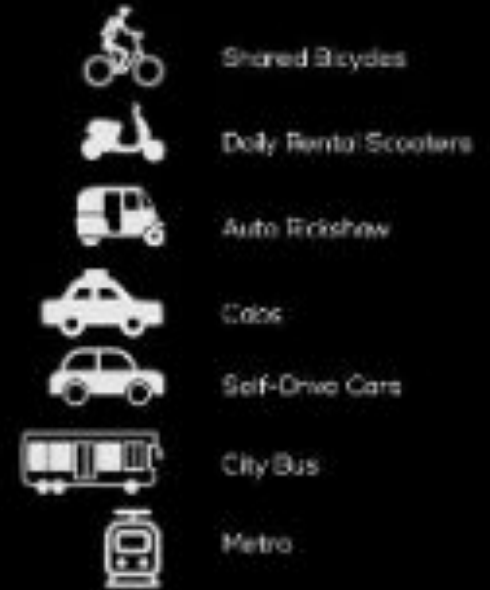 Shared Bicycles
Daily Rental Scooters
Auto Rickshaw
Cabs
Self-Drive Cars
City Bus
Metro